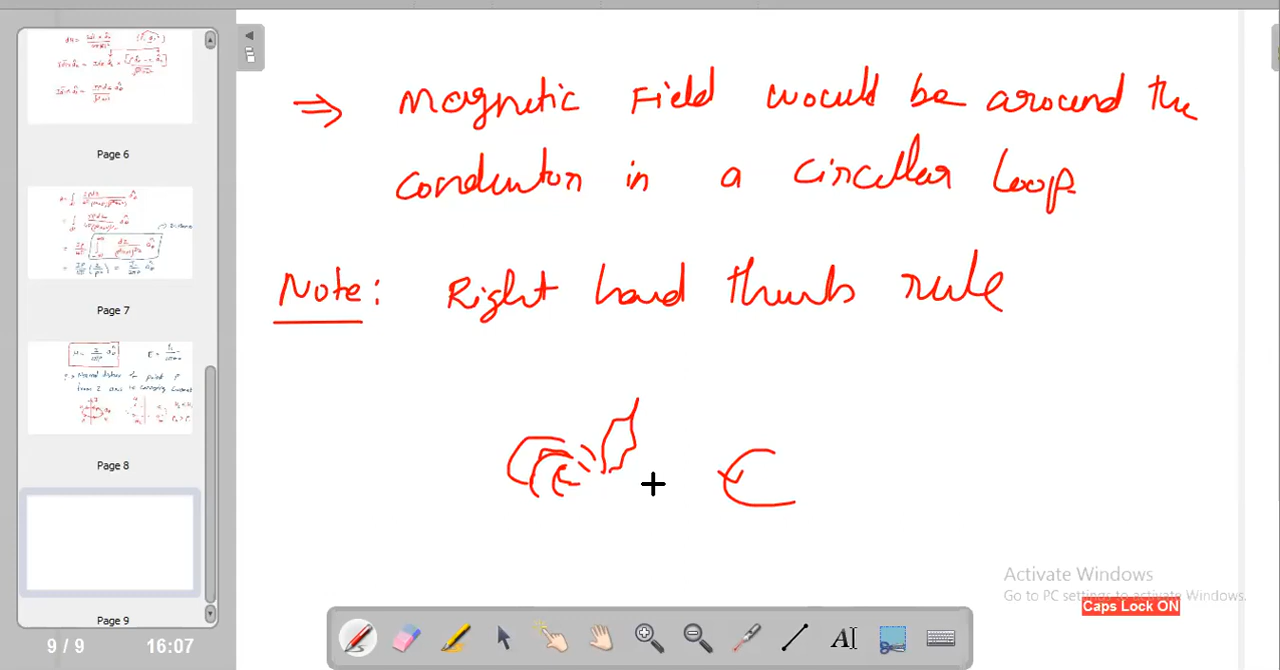 ⇒ Magnetic Field would be around the
conductor in a circular loop
Note: Right hand thumb rule
Page 6
Page 7
Page 8
Page 9
9 / 9 16:07
Activate Windows
Go to PC settings to activate Windows.
Caps Lock ON